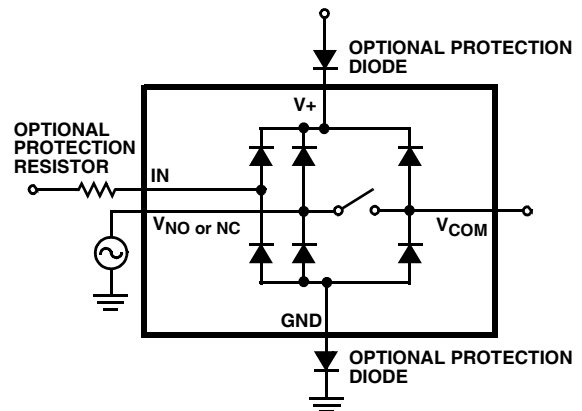 OPTIONAL PROTECTION
DIODE
V+
OPTIONAL
PROTECTION
RESISTOR
IN
VNO or NC
VCOM
GND
OPTIONAL PROTECTION
DIODE